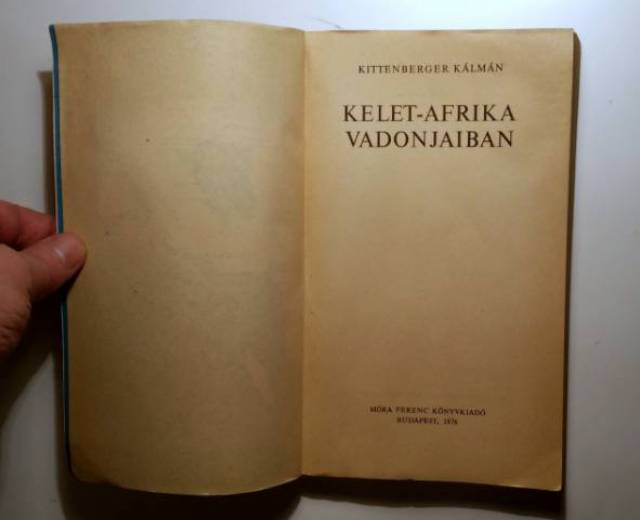 KITTENBERGER KÁLMÁN
KELET-AFRIKA
VADONJAIBAN
MÓRA FERENC KÖNYVKIADÓ
BUDAPEST, 1976